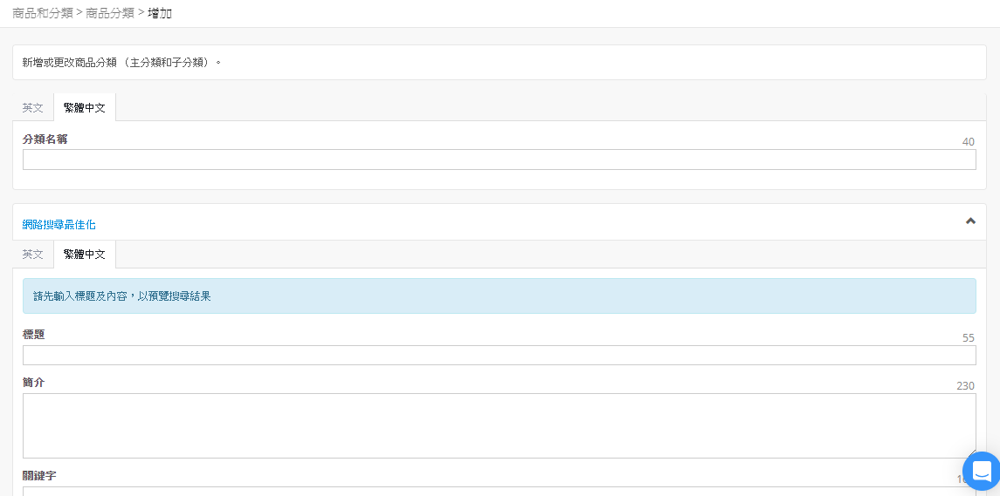 商品和分類 > 商品分類 > 增加
新增或更改商品分類 （主分類和子分類）。
英文 繁體中文
分類名稱 40
網路搜尋最佳化
英文 繁體中文
請先輸入標題及內容，以預覽搜尋結果
標題 55
簡介 230
關鍵字